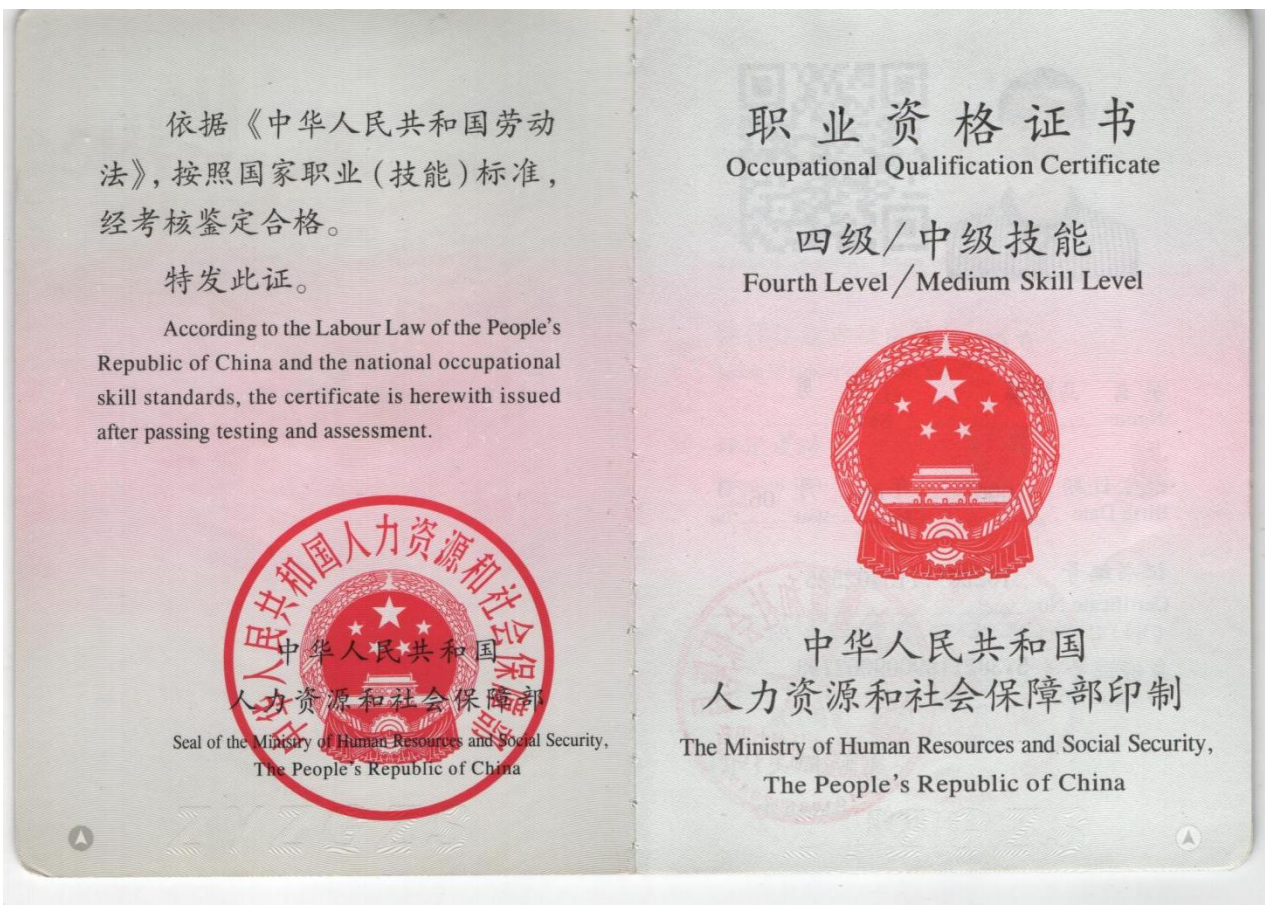 依据《中华人民共和国劳动
法》，按照国家职业（技能）标准，
经考核鉴定合格。
特发此证。
According to the Labour Law of the People's
Republic of China and the national occupational
skill standards, the certificate is herewith issued
after passing testing and assessment.
中华人民共和国人力资源和社会保障部
中华人民共和国
人力资源和社会保障部
Seal of the Ministry of Human Resources and Social Security,
The People's Republic of China
职业资格证书
Occupational Qualification Certificate
四级/中级技能
Fourth Level/Medium Skill Level
中华人民共和国
人力资源和社会保障部印制
The Ministry of Human Resources and Social Security,
The People's Republic of China